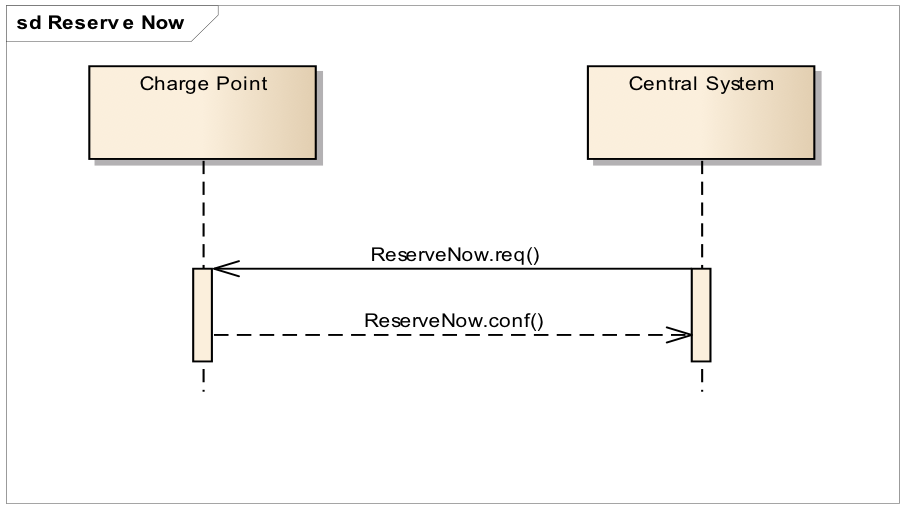 sd Reserve Now
Charge Point
Central System
ReserveNow.req()
ReserveNow.conf()